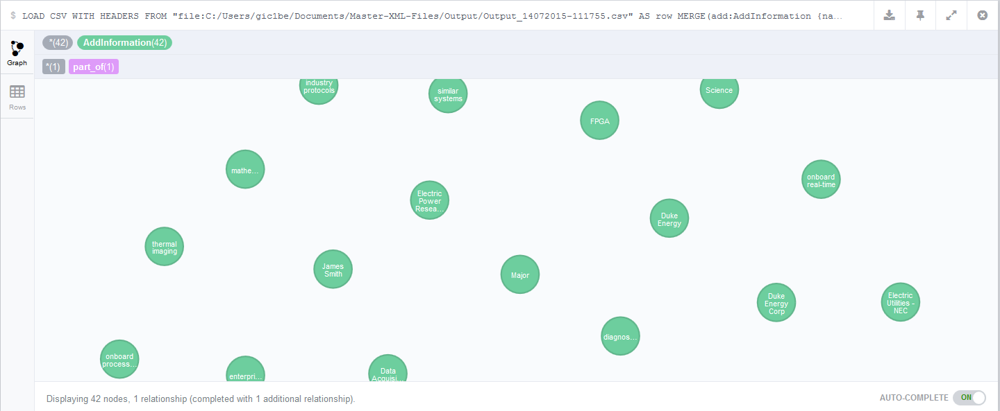 $ LOAD CSV WITH HEADERS FROM "file:C:/Users/gic1be/Documents/Master-XML-Files/Output/Output_14072015-111755.csv" AS row MERGE(add:AddInformation {na...
*(42) AddInformation(42)
Graph
*(1) part_of(1)
Rows
industry
protocols
similar
systems
Science
FPGA
mathe...
onboard
real-time
Electric
Power
Resea...
Duke
Energy
thermal
imaging
James
Smith
Major
Duke
Energy
Corp
Electric
Utilities -
NEC
diagnos...
onboard
process...
enterpri...
Data
Acquisi...
Displaying 42 nodes, 1 relationship (completed with 1 additional relationship).
AUTO-COMPLETE ON